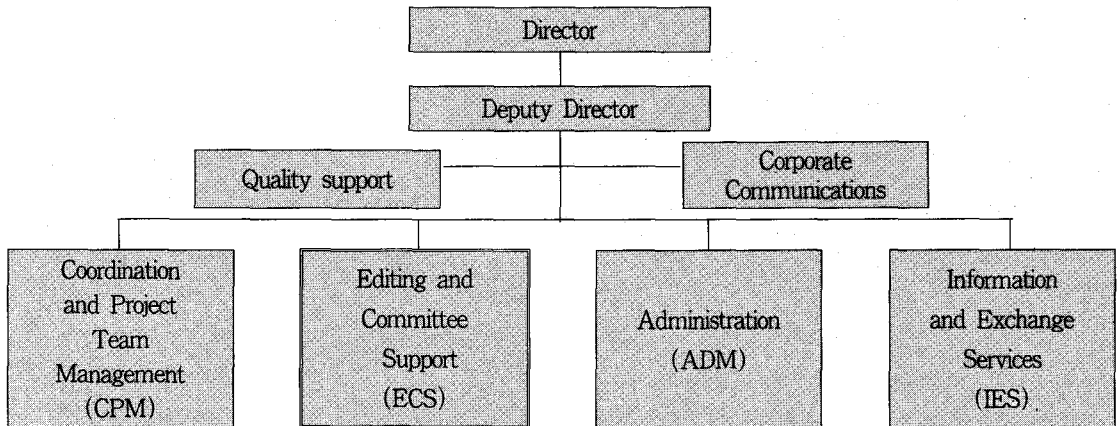 Director
Deputy Director
Quality support
Corporate
Communications
Coordination
and Project
Team
Management
(CPM)
Editing and
Committee
Support
(ECS)
Administration
(ADM)
Information
and Exchange
Services
(IES)